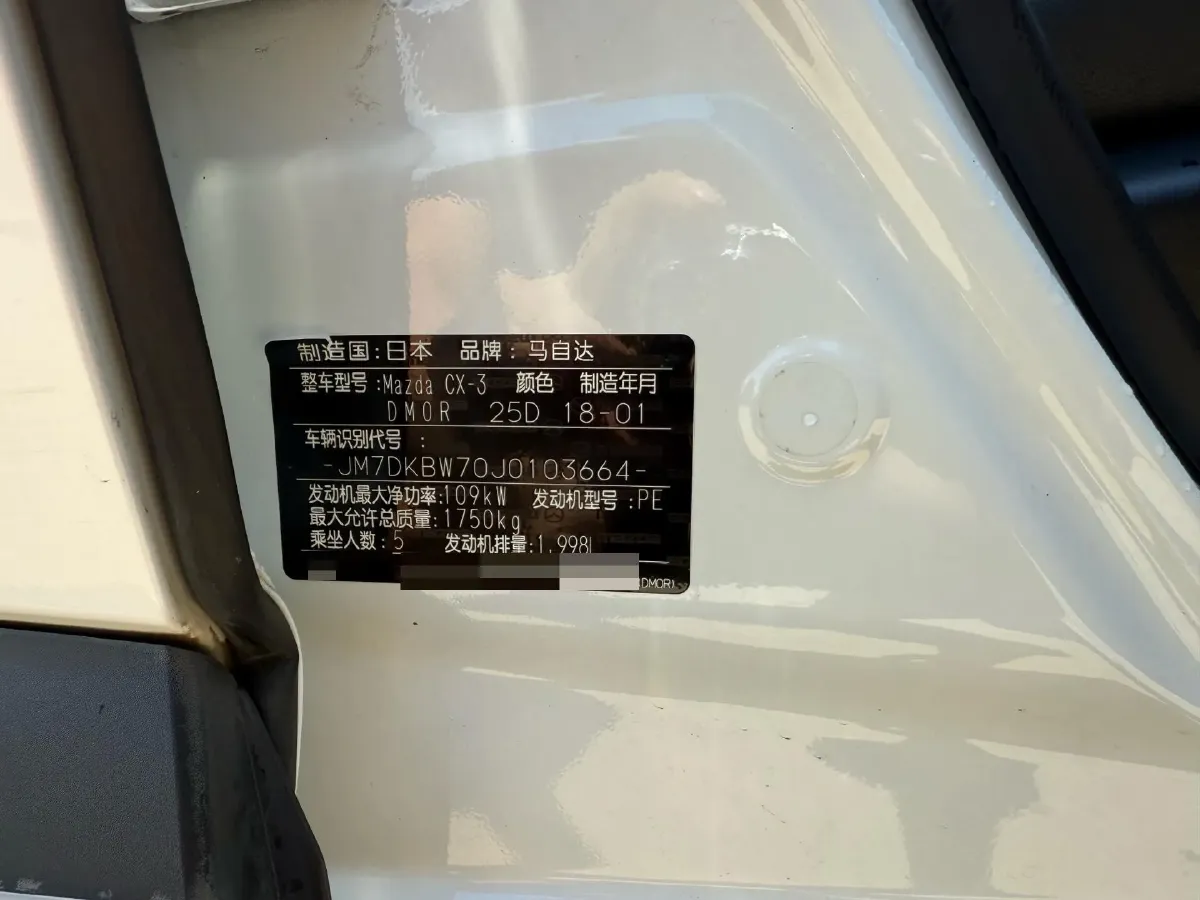 制造国:日本 品牌:马自达
整车型号:Mazda CX-3 颜色 制造年月
DM0R 25D 18-01
车辆识别代号 :
-JM7DKBW70J0103664-
发动机最大净功率:109kW 发动机型号:PE
最大允许总质量:1750kg
乘坐人数:5 发动机排量:1.998l
(DM0R)